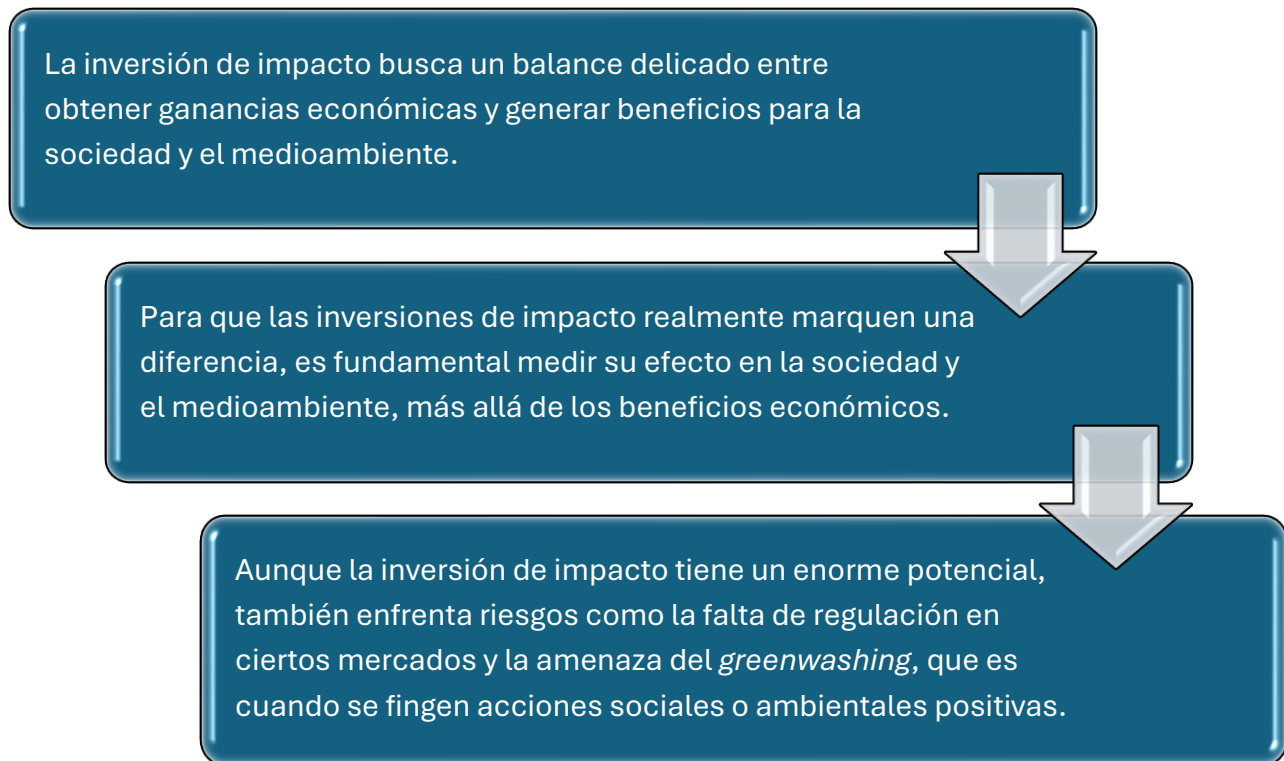 La inversión de impacto busca un balance delicado entre
obtener ganancias económicas y generar beneficios para la
sociedad y el medioambiente.
Para que las inversiones de impacto realmente marquen una
diferencia, es fundamental medir su efecto en la sociedad y
el medioambiente, más allá de los beneficios económicos.
Aunque la inversión de impacto tiene un enorme potencial,
también enfrenta riesgos como la falta de regulación en
ciertos mercados y la amenaza del greenwashing, que es
cuando se fingen acciones sociales o ambientales positivas.